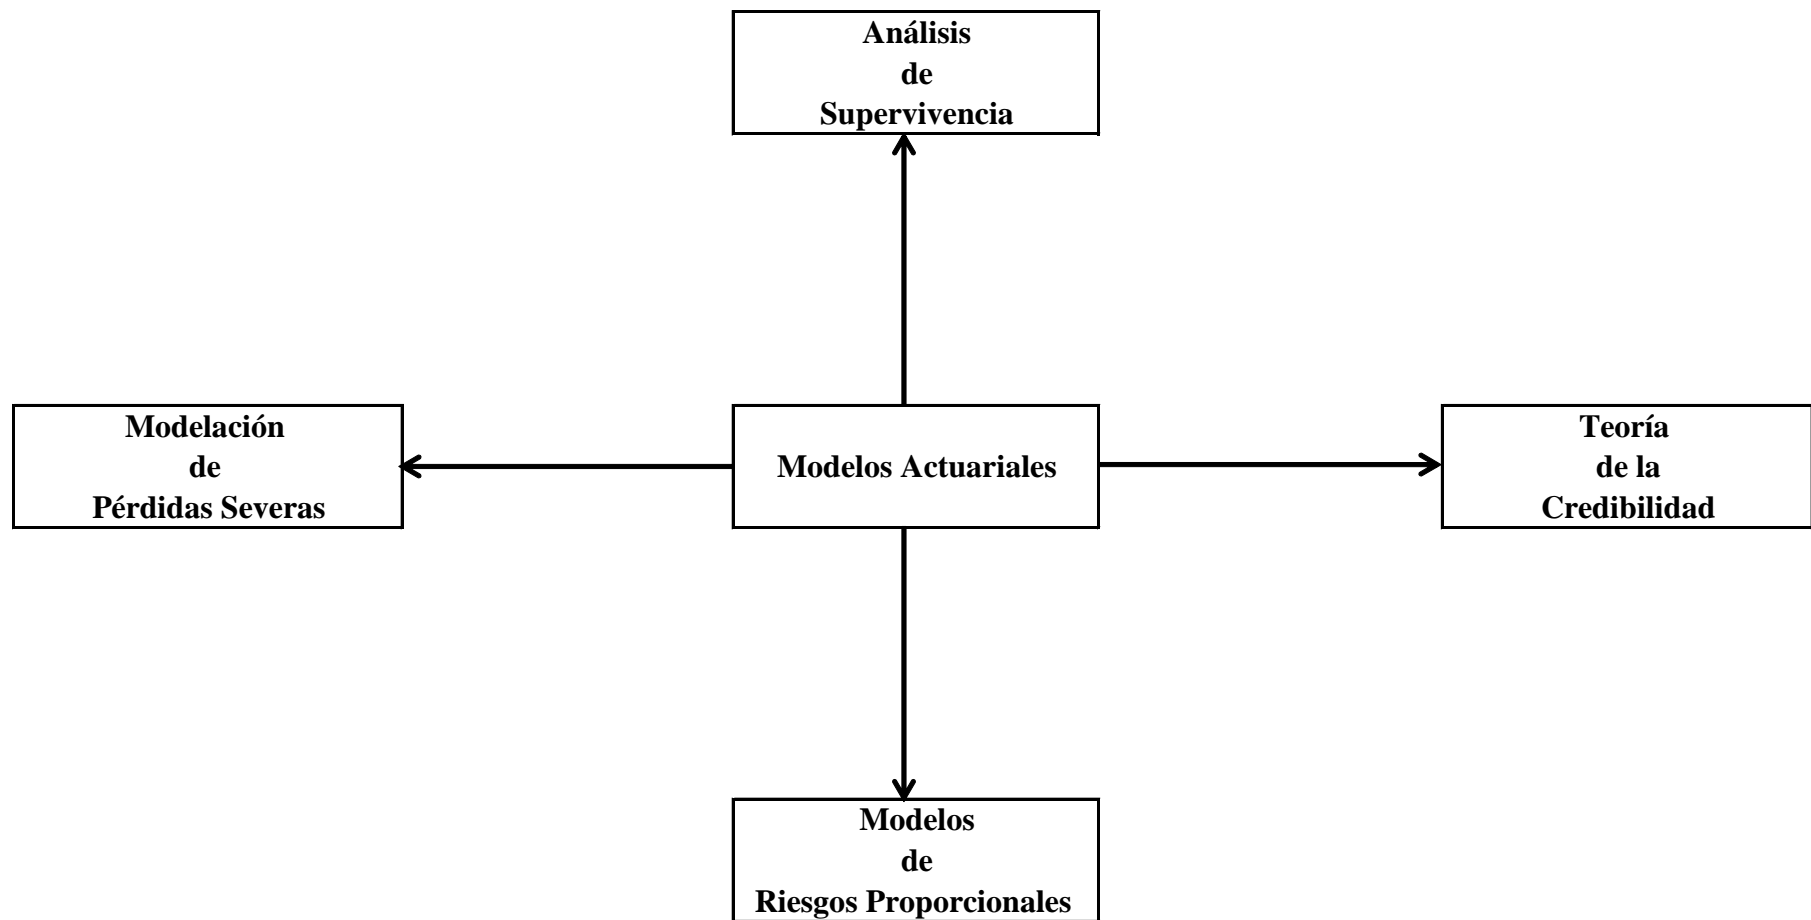 Análisis
de
Supervivencia
Modelación
de
Pérdidas Severas
Modelos Actuariales
Teoría
de la
Credibilidad
Modelos
de
Riesgos Proporcionales